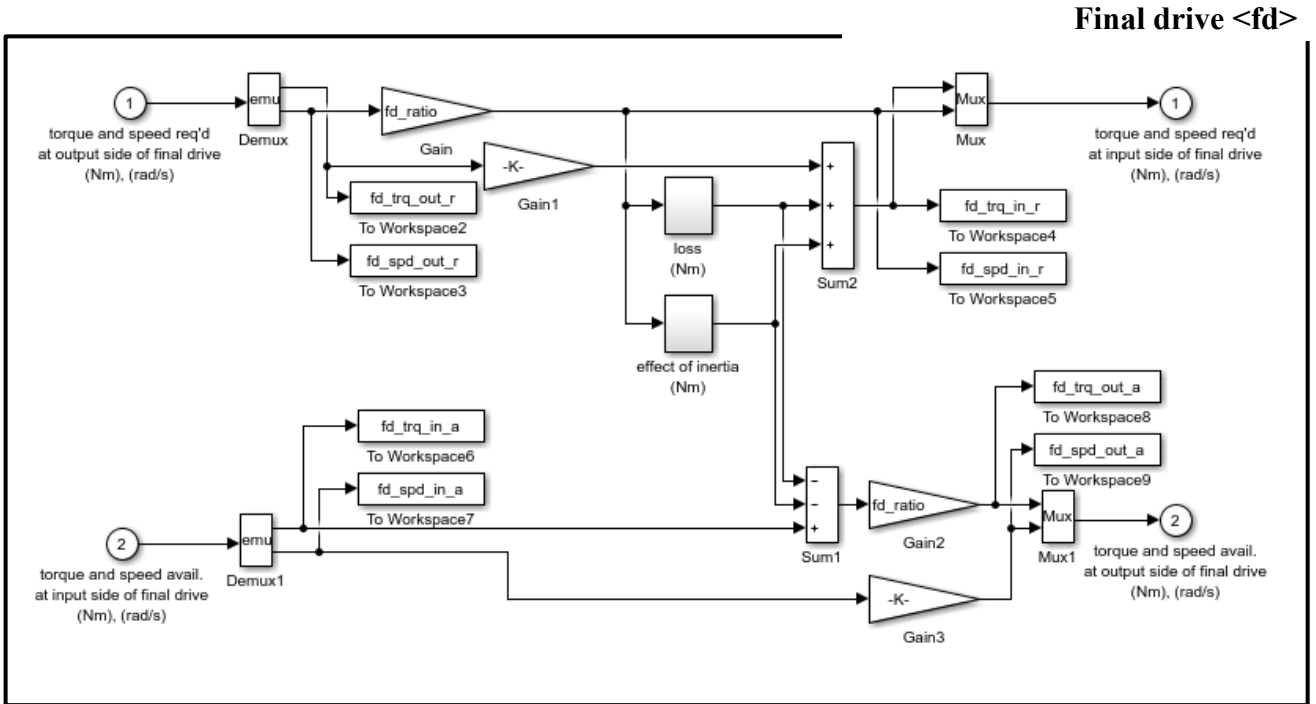 Final drive <fd>
1
torque and speed req'd
at output side of final drive
(Nm), (rad/s)
emu
Demux
fd_ratio
Gain
-K-
Gain1
fd_trq_out_r
To Workspace2
fd_spd_out_r
To Workspace3
loss
(Nm)
effect of inertia
(Nm)
+
+
+
Sum2
Mux
Mux
1
torque and speed req'd
at input side of final drive
(Nm), (rad/s)
fd_trq_in_r
To Workspace4
fd_spd_in_r
To Workspace5
fd_trq_in_a
To Workspace6
fd_spd_in_a
To Workspace7
2
torque and speed avail.
at input side of final drive
(Nm), (rad/s)
emu
Demux1
−
−
+
Sum1
fd_ratio
Gain2
-K-
Gain3
fd_trq_out_a
To Workspace8
fd_spd_out_a
To Workspace9
Mux
Mux1
2
torque and speed avail.
at output side of final drive
(Nm), (rad/s)